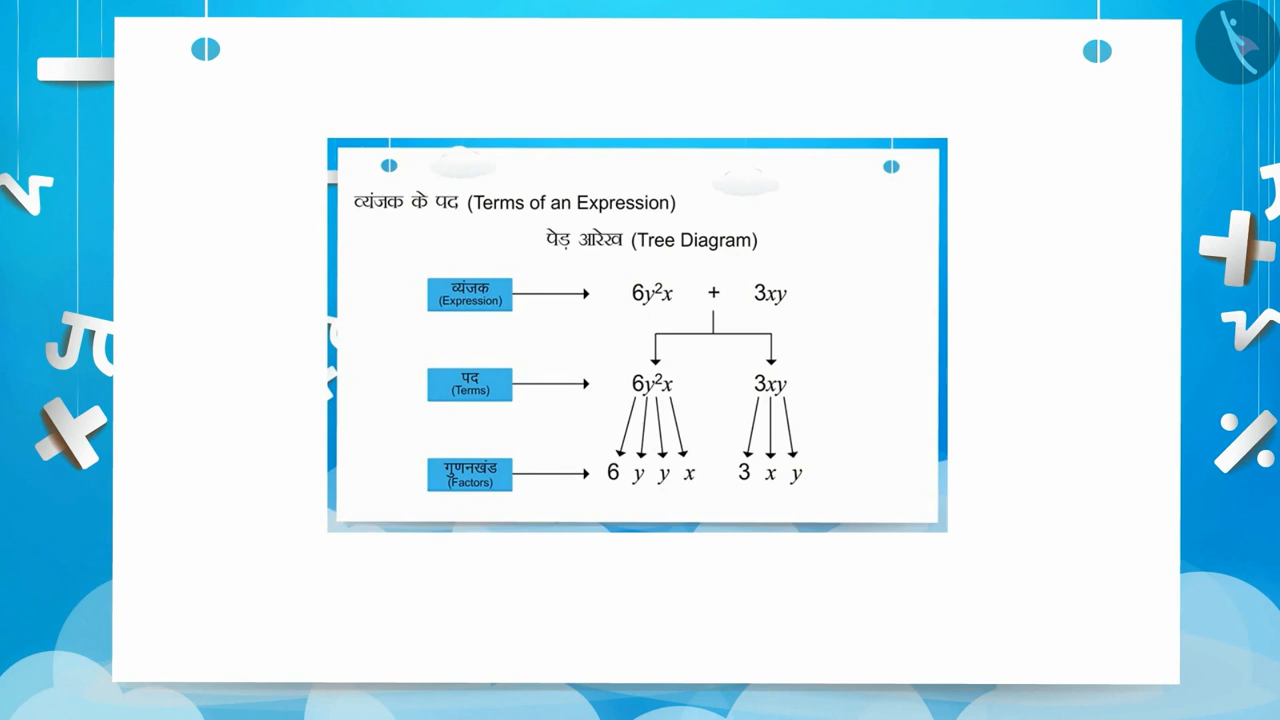 व्यंजक के पद (Terms of an Expression)
पेड़ आरेख (Tree Diagram)
व्यंजक
(Expression)
6y²x + 3xy
पद
(Terms)
6y²x 3xy
गुणनखंड
(Factors)
6 y y x 3 x y